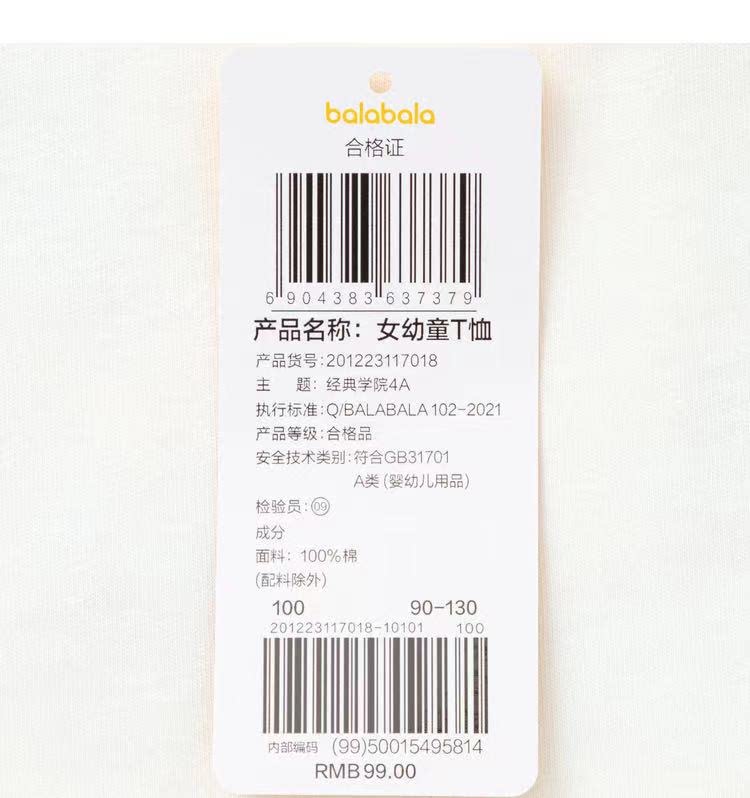 balabala
合格证
6 904383 637379
产品名称：女幼童T恤
产品货号:201223117018
主 题：经典学院4A
执行标准:Q/BALABALA 102-2021
产品等级:合格品
安全技术类别:符合GB31701
A类(婴幼儿用品)
检验员:09
成分
面料：100%棉
(配料除外)
100 90-130
201223117018-10101 100
内部编码 (99)50015495814
RMB 99.00